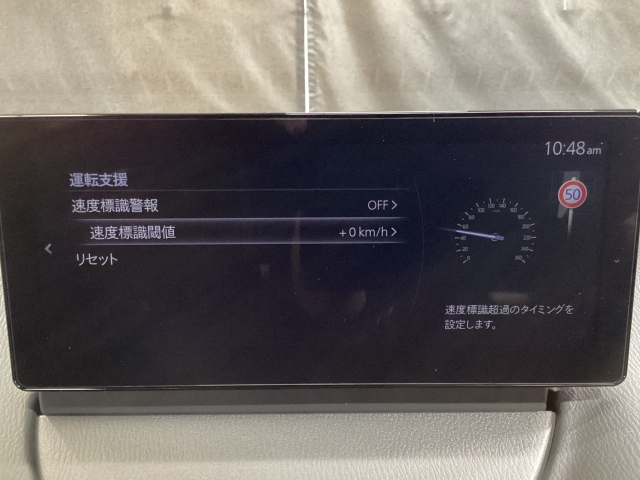 10:48am
運転支援
速度標識警報 OFF
速度標識閾値 +0 km/h
リセット
50
速度標識超過のタイミングを
設定します。